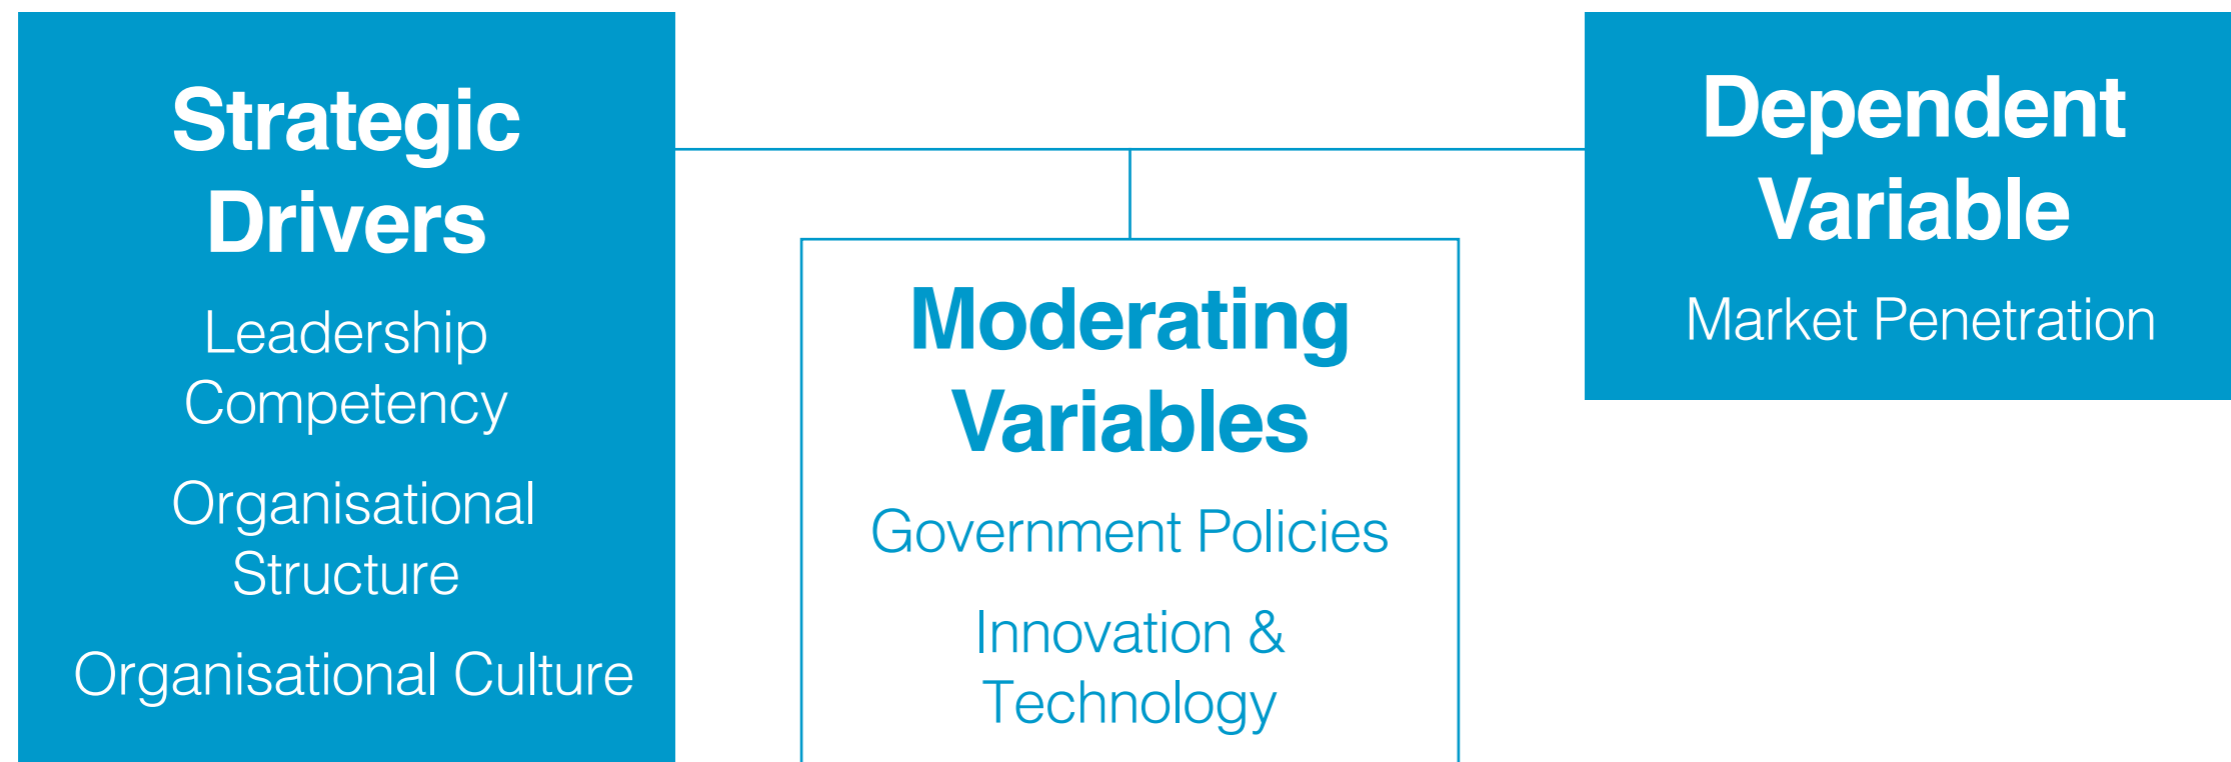 Strategic
Drivers
Leadership
Competency
Organisational
Structure
Organisational Culture
Moderating
Variables
Government Policies
Innovation &
Technology
Dependent
Variable
Market Penetration